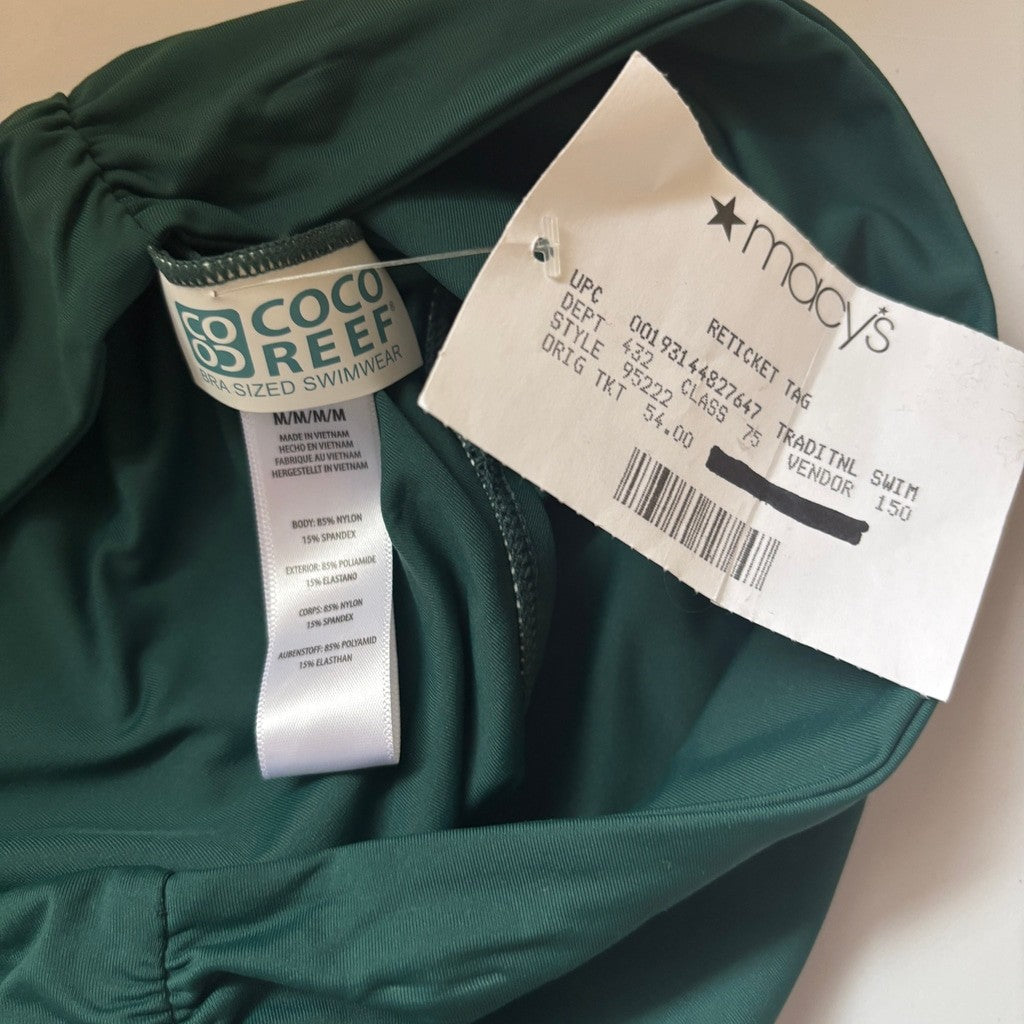 COCO
REEF®
BRA SIZED SWIMWEAR
M/M/M/M
MADE IN VIETNAM
HECHO EN VIETNAM
FABRIQUE AU VIETNAM
HERGESTELLT IN VIETNAM
BODY: 85% NYLON
15% SPANDEX
EXTERIOR: 85% POLIAMIDE
15% ELASTANO
CORPS: 85% NYLON
15% SPANDEX
AUBENSTOFF: 85% POLYAMID
15% ELASTHAN
macy's
RETICKET TAG
UPC 00193144827647 TRADITNL SWIM
DEPT 432 CLASS 75 VENDOR 150
STYLE 95222
ORIG TKT 54.00